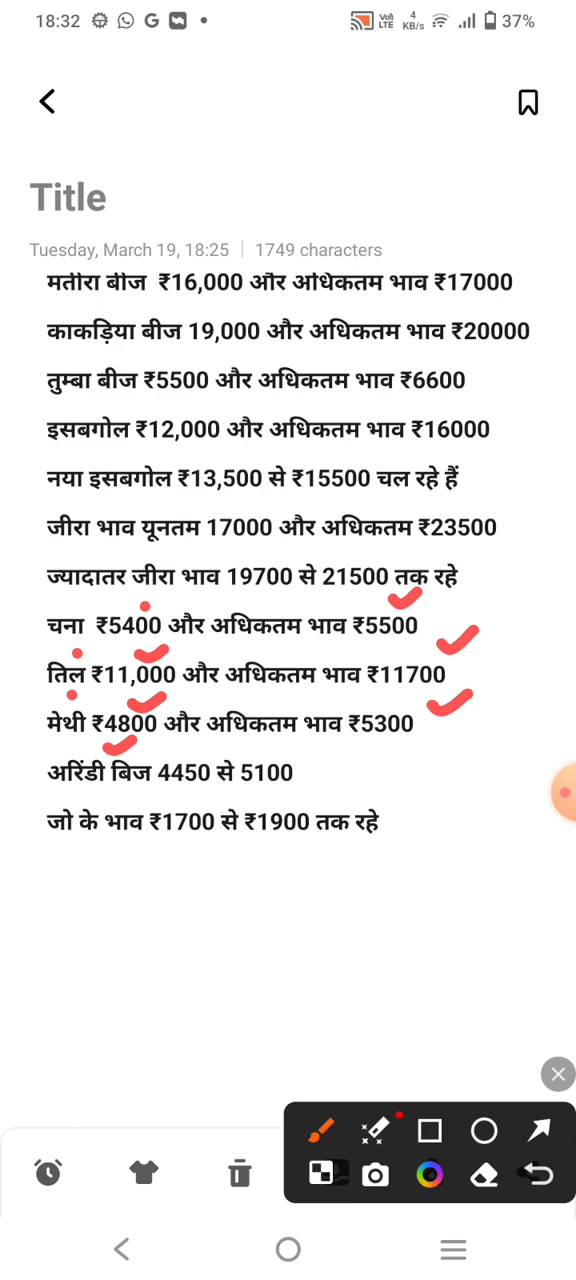 18:32
Vo))
LTE
4
KB/s
37%
Title
Tuesday, March 19, 18:25 | 1749 characters
मतीरा बीज ₹16,000 और अधिकतम भाव ₹17000
काकड़िया बीज 19,000 और अधिकतम भाव ₹20000
तुम्बा बीज ₹5500 और अधिकतम भाव ₹6600
इसबगोल ₹12,000 और अधिकतम भाव ₹16000
नया इसबगोल ₹13,500 से ₹15500 चल रहे हैं
जीरा भाव यूनतम 17000 और अधिकतम ₹23500
ज्यादातर जीरा भाव 19700 से 21500 तक रहे
चना ₹5400 और अधिकतम भाव ₹5500
तिल ₹11,000 और अधिकतम भाव ₹11700
मेथी ₹4800 और अधिकतम भाव ₹5300
अरिंडी बिज 4450 से 5100
जो के भाव ₹1700 से ₹1900 तक रहे